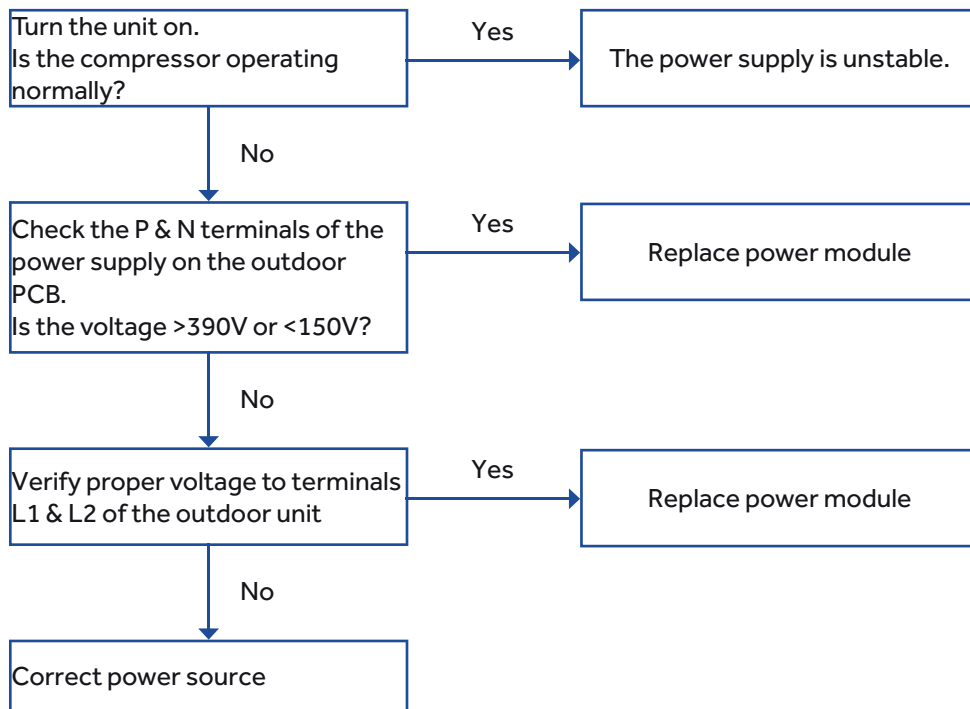 Turn the unit on.
Is the compressor operating
normally?
Yes
The power supply is unstable.
No
Check the P & N terminals of the
power supply on the outdoor
PCB.
Is the voltage >390V or <150V?
Yes
Replace power module
No
Verify proper voltage to terminals
L1 & L2 of the outdoor unit
Yes
Replace power module
No
Correct power source